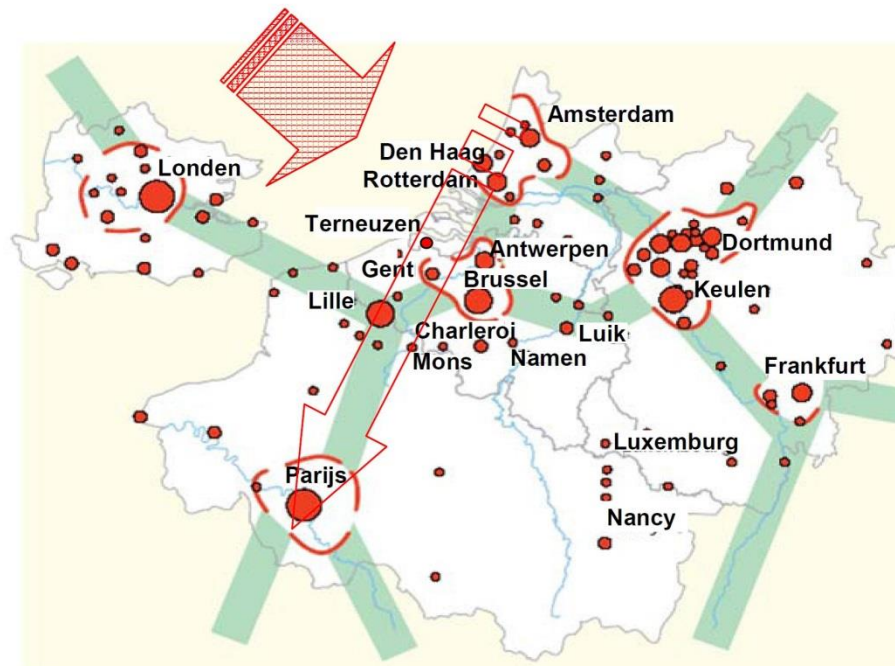 Amsterdam
Den Haag
Londen
Rotterdam
Terneuzen
Antwerpen
Dortmund
Gent
Brussel
Keulen
Lille
Charleroi
Luik
Mons
Namen
Frankfurt
Luxemburg
Parijs
Nancy